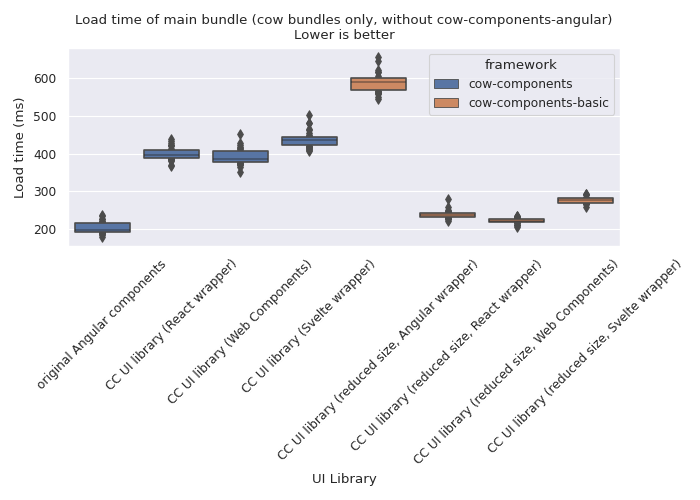 Load time of main bundle (cow bundles only, without cow-components-angular)
Lower is better
framework
cow-components
cow-components-basic
Load time (ms)
600
500
400
300
200
original Angular components
CC UI library (React wrapper)
CC UI library (Web Components)
CC UI library (Svelte wrapper)
CC UI library (reduced size, Angular wrapper)
CC UI library (reduced size, React wrapper)
CC UI library (reduced size, Web Components)
CC UI library (reduced size, Svelte wrapper)
UI Library